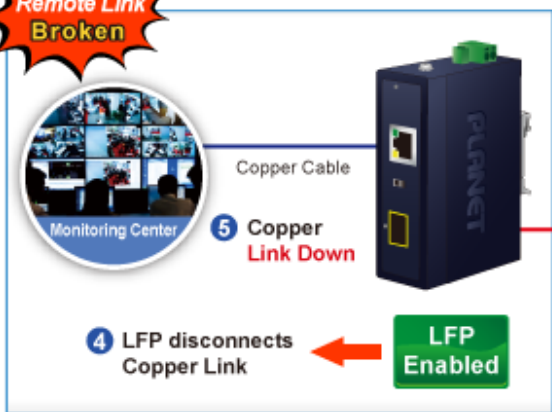 Remote Link
Broken
Copper Cable
PLANET
Monitoring Center
5 Copper
Link Down
4 LFP disconnects
Copper Link
LFP
Enabled